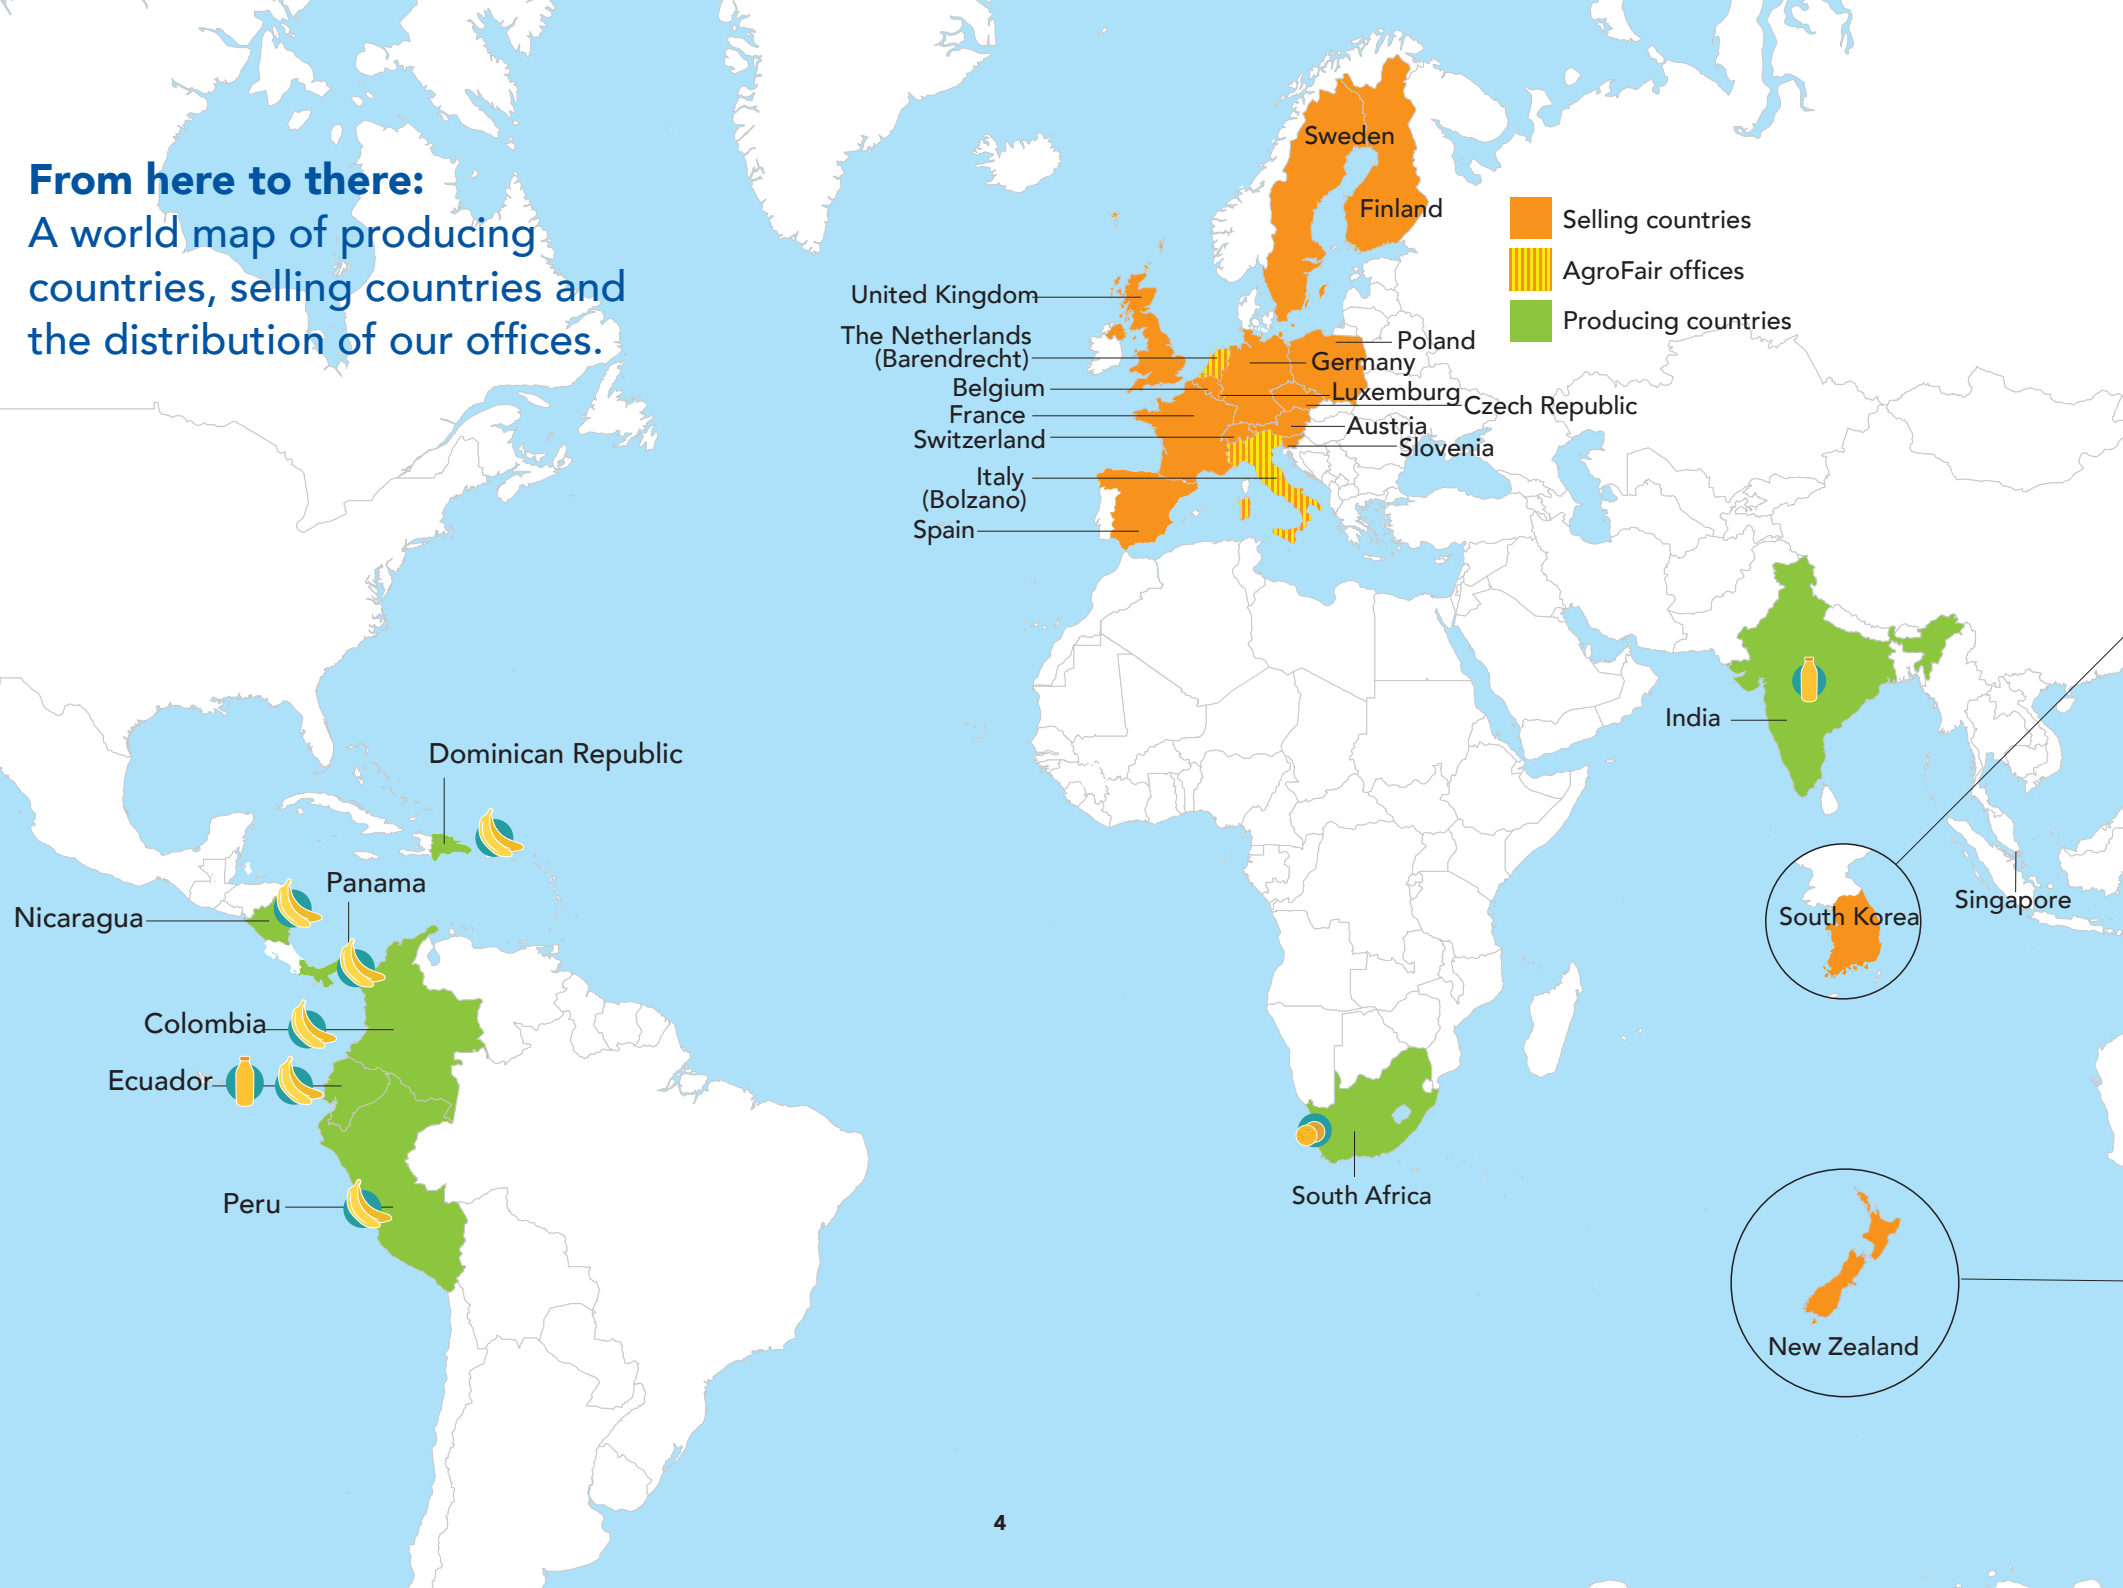 From here to there:
A world map of producing
countries, selling countries and
the distribution of our offices.
Sweden
Finland
Selling countries
AgroFair offices
Producing countries
United Kingdom
The Netherlands
(Barendrecht)
Belgium
France
Switzerland
Italy
(Bolzano)
Spain
Poland
Germany
Luxemburg
Czech Republic
Austria
Slovenia
India
Dominican Republic
Panama
Nicaragua
Colombia
Ecuador
Peru
South Africa
South Korea
Singapore
New Zealand
4